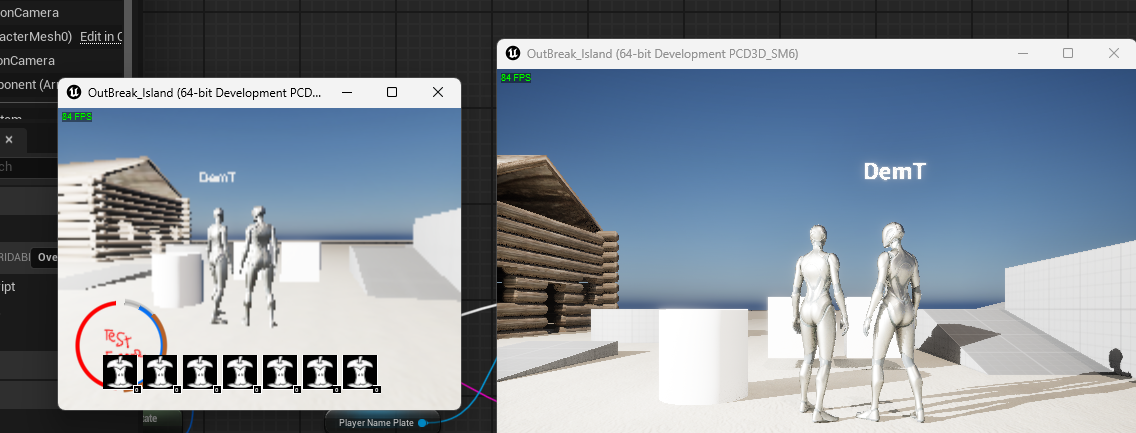 onCamera
acterMesh0) Edit in C
onCamera
ponent (Ar
OutBreak_Island (64-bit Development PCD...
84 FPS
DemT
Test
0 0 0 0 0 0 0
ch
RIDABl Ove
ipt
cate
Player Name Plate
OutBreak_Island (64-bit Development PCD3D_SM6)
84 FPS
DemT